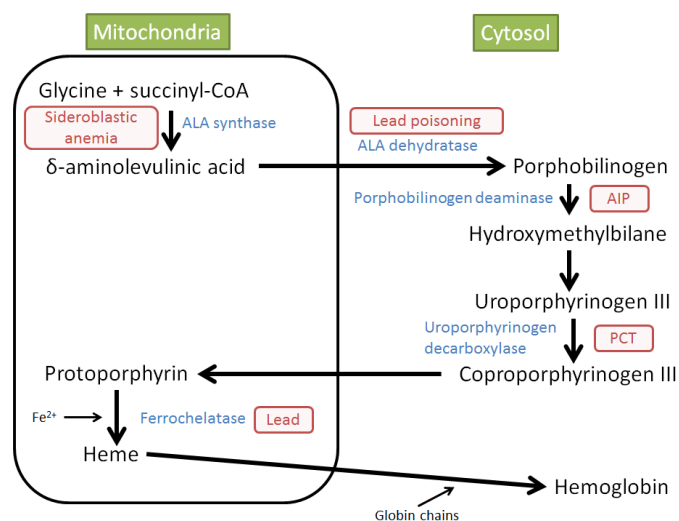 Mitochondria
Cytosol
Glycine + succinyl-CoA
Sideroblastic
anemia
ALA synthase
Lead poisoning
ALA dehydratase
δ-aminolevulinic acid
Porphobilinogen
Porphobilinogen deaminase
AIP
Hydroxymethylbilane
Uroporphyrinogen III
Uroporphyrinogen
decarboxylase
PCT
Protoporphyrin
Coproporphyrinogen III
Fe²⁺
Ferrochelatase
Lead
Heme
Hemoglobin
Globin chains